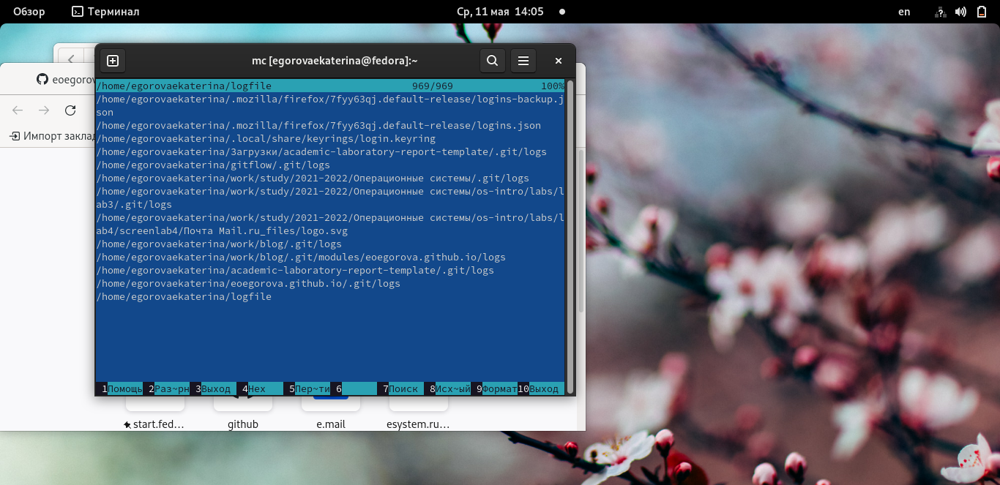 Обзор
Терминал
Ср, 11 мая 14:05
en
mc [egorovaekaterina@fedora]:~
eoegorov
Импорт заклад
/home/egorovaekaterina/logfile 969/969 100%
/home/egorovaekaterina/.mozilla/firefox/7fyy63qj.default-release/logins-backup.j
son
/home/egorovaekaterina/.mozilla/firefox/7fyy63qj.default-release/logins.json
/home/egorovaekaterina/.local/share/keyrings/login.keyring
/home/egorovaekaterina/Загрузки/academic-laboratory-report-template/.git/logs
/home/egorovaekaterina/gitflow/.git/logs
/home/egorovaekaterina/work/study/2021-2022/Операционные системы/.git/logs
/home/egorovaekaterina/work/study/2021-2022/Операционные системы/os-intro/labs/l
ab3/.git/logs
/home/egorovaekaterina/work/study/2021-2022/Операционные системы/os-intro/labs/l
ab4/screenlab4/Почта Mail.ru_files/logo.svg
/home/egorovaekaterina/work/blog/.git/logs
/home/egorovaekaterina/work/blog/.git/modules/eoegorova.github.io/logs
/home/egorovaekaterina/academic-laboratory-report-template/.git/logs
/home/egorovaekaterina/eoegorova.github.io/.git/logs
/home/egorovaekaterina/logfile
1Помощь 2Раз~рн 3Выход 4Hex 5Пер~ти 6 7Поиск 8Исх~ый 9Формат 10Выход
start.fed…
github
e.mail
esystem.ru…